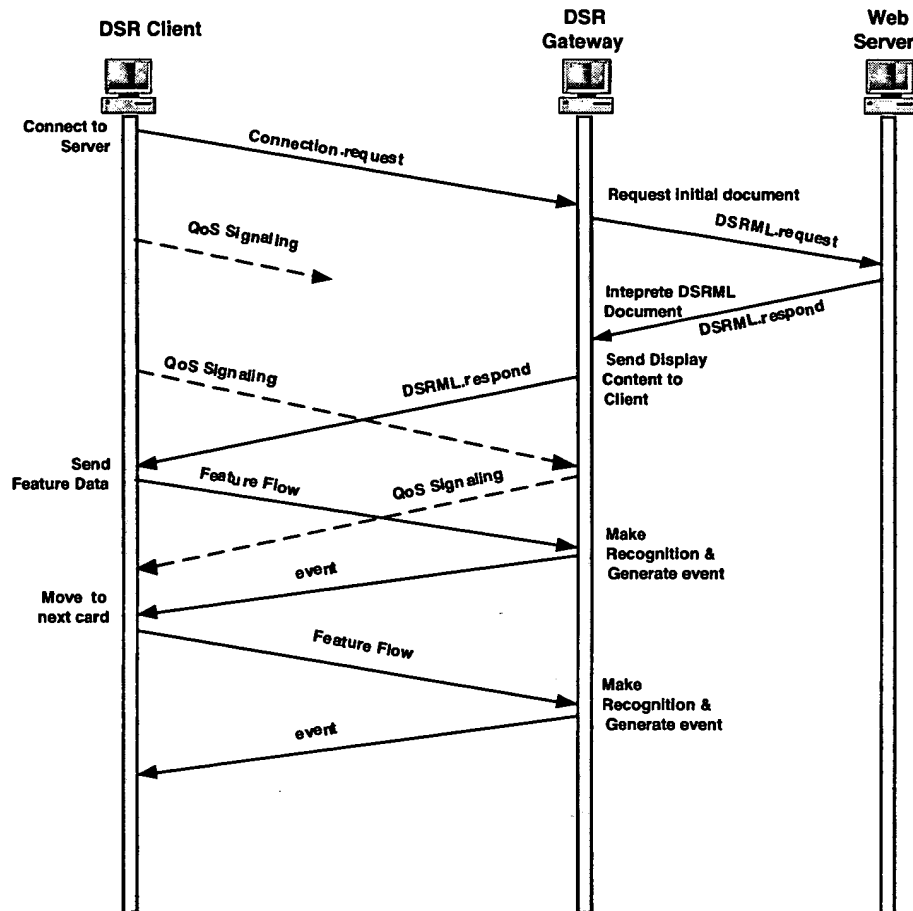 DSR Client
DSR
Gateway
Web
Server
Connect to
Server
Connection.request
Request initial document
DSRML.request
QoS Signaling
Inteprete DSRML
Document
DSRML.respond
QoS Signaling
DSRML.respond
Send Display
Content to
Client
Send
Feature Data
Feature Flow
QoS Signaling
Make
Recognition &
Generate event
event
Move to
next card
Feature Flow
Make
Recognition &
Generate event
event